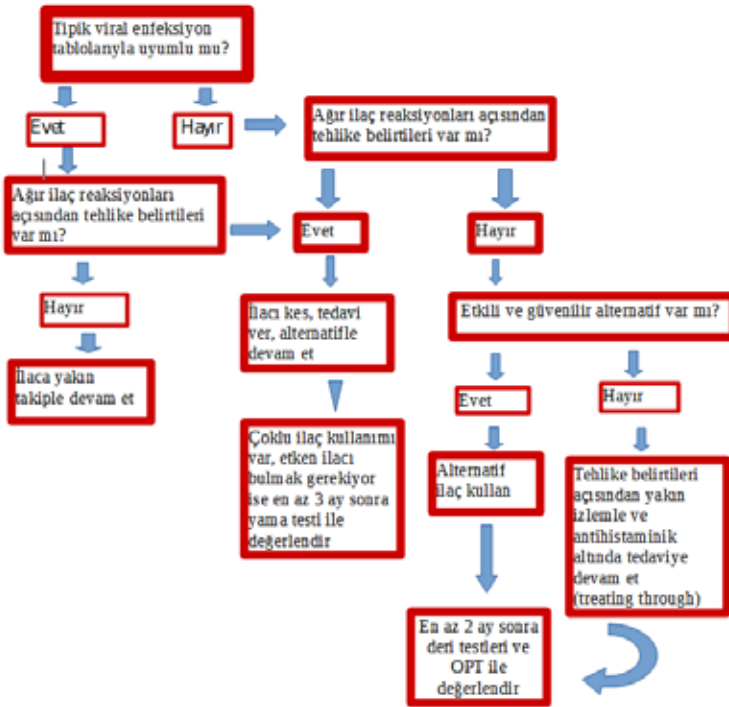 Tipik viral enfeksiyon
tablolarıyla uyumlu mu?
Evet
Hayır
Ağır ilaç reaksiyonları açısından
tehlike belirtileri var mı?
Ağır ilaç reaksiyonları
açısından tehlike belirtileri
var mı?
Evet
Hayır
Hayır
İlacı kes, tedavi
ver, alternatifle
devam et
Etkili ve güvenilir alternatif var mı?
İlaca yakın
takiple devam et
Evet
Hayır
Çoklu ilaç kullanımı
var, etken ilacı
bulmak gerekiyor
ise en az 3 ay sonra
yama testi ile
değerlendir
Alternatif
ilaç kullan
Tehlike belirtileri
açısından yakın
izlemle ve
antihistaminik
altında tedaviye
devam et
(treating through)
En az 2 ay sonra
deri testleri ve
OPT ile
değerlendir